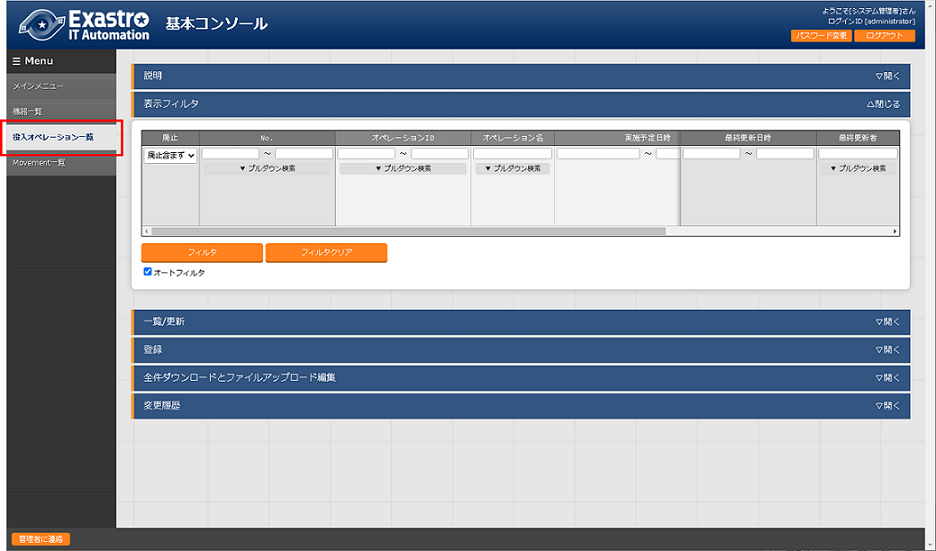 Exastro
IT Automation
基本コンソール
ようこそ[システム管理者]さん
ログインID [administrator]
パスワード変更
ログアウト
☰ Menu
メインメニュー
機器一覧
投入オペレーション一覧
Movement一覧
説明
▽開く
表示フィルタ
△閉じる
廃止
No.
オペレーションID
オペレーション名
実施予定日時
最終更新日時
最終更新者
廃止含まず
～
～
～
～
▼ プルダウン検索
▼ プルダウン検索
▼ プルダウン検索
▼ プルダウン検索
フィルタ
フィルタクリア
オートフィルタ
一覧/更新
▽開く
登録
▽開く
全件ダウンロードとファイルアップロード編集
▽開く
変更履歴
▽開く
管理者に連絡